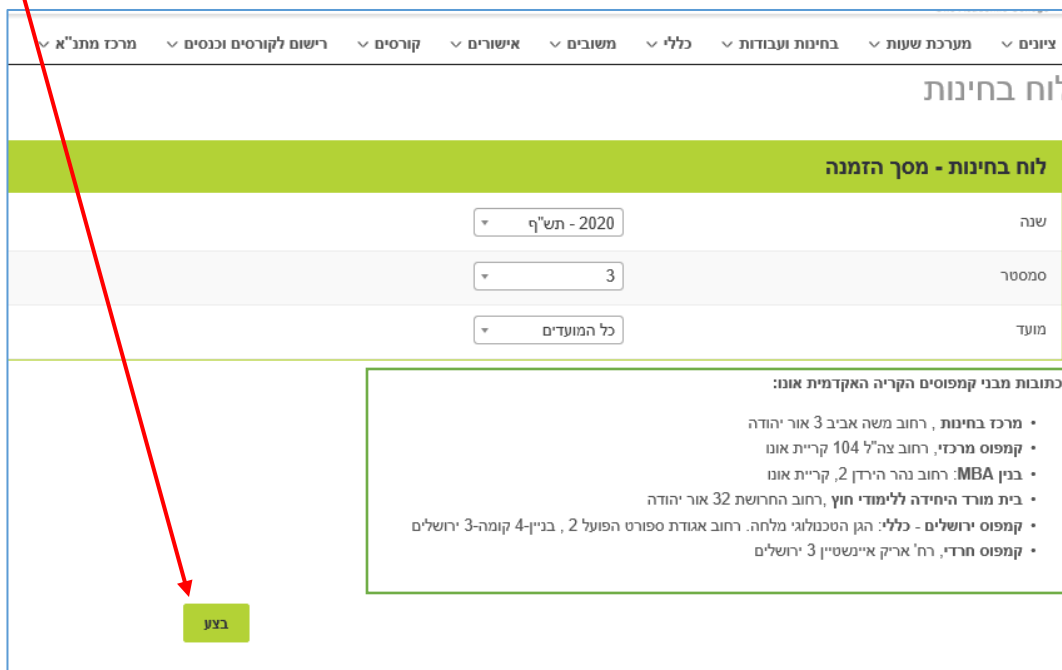 ציונים מערכת שעות בחינות ועבודות כללי משובים אישורים קורסים רישום לקורסים וכנסים מרכז מתנ"א
לוח בחינות
לוח בחינות - מסך הזמנה
שנה 2020 - תש"ף
סמסטר 3
מועד כל המועדים
כתובות מבני קמפוסים הקריה האקדמית אונו:
• מרכז בחינות , רחוב משה אביב 3 אור יהודה
• קמפוס מרכזי, רחוב צה"ל 104 קריית אונו
• בנין MBA: רחוב נהר הירדן 2, קריית אונו
• בית מורד היחידה ללימודי חוץ ,רחוב החרושת 32 אור יהודה
• קמפוס ירושלים - כללי: הגן הטכנולוגי מלחה. רחוב אגודת ספורט הפועל 2 , בניין-4 קומה-3 ירושלים
• קמפוס חרדי, רח' אריק איינשטיין 3 ירושלים
בצע